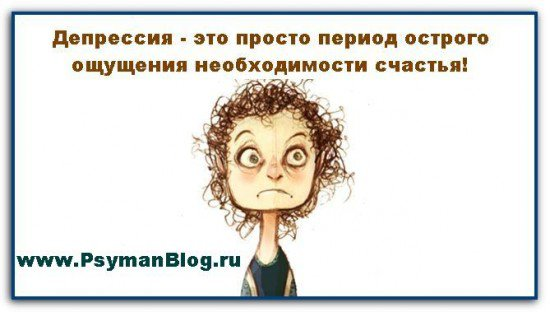 Депрессия - это просто период острого
ощущения необходимости счастья!
www.PsymanBlog.ru